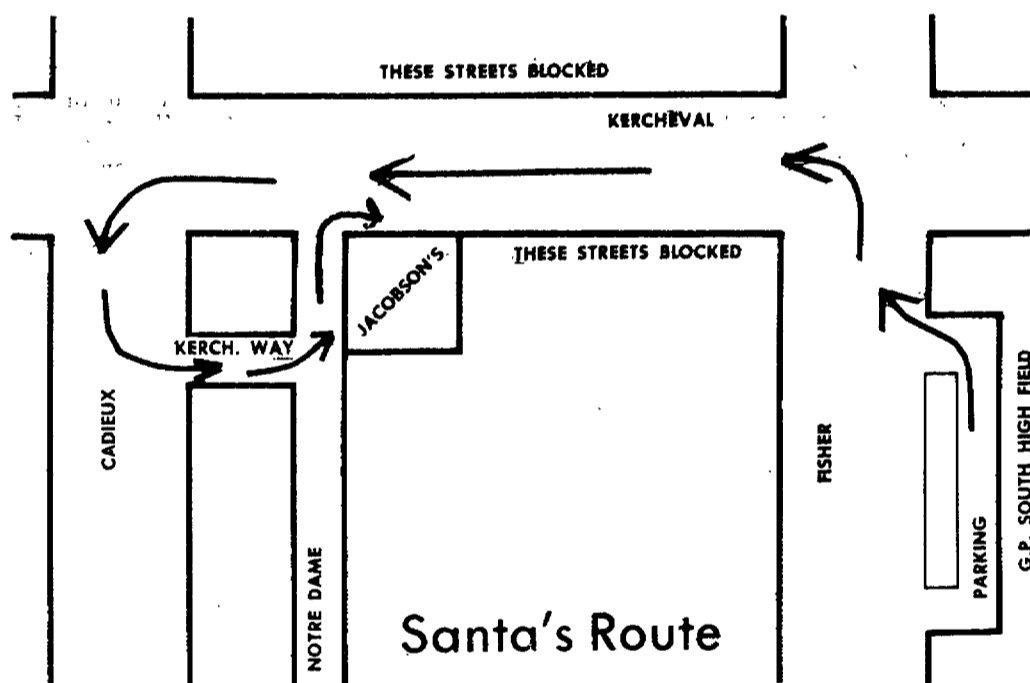 THESE STREETS BLOCKED
KERCHEVAL
THESE STREETS BLOCKED
JACOBSON'S
KERCH. WAY
CADIEUX
FISHER
G.P. SOUTH HIGH FIELD
PARKING
NOTRE DAME
Santa's Route